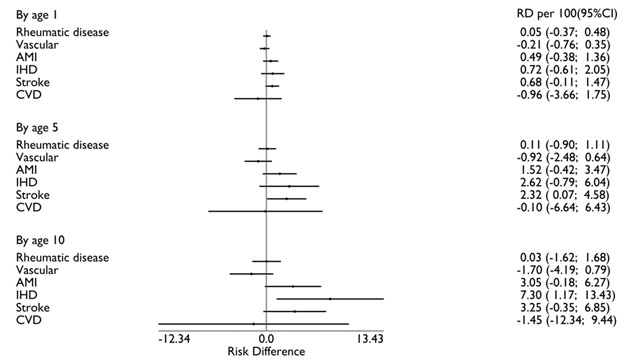 By age 1 RD per 100(95%CI)
Rheumatic disease 0.05 (-0.37; 0.48)
Vascular -0.21 (-0.76; 0.35)
AMI 0.49 (-0.38; 1.36)
IHD 0.72 (-0.61; 2.05)
Stroke 0.68 (-0.11; 1.47)
CVD -0.96 (-3.66; 1.75)
By age 5
Rheumatic disease 0.11 (-0.90; 1.11)
Vascular -0.92 (-2.48; 0.64)
AMI 1.52 (-0.42; 3.47)
IHD 2.62 (-0.79; 6.04)
Stroke 2.32 ( 0.07; 4.58)
CVD -0.10 (-6.64; 6.43)
By age 10
Rheumatic disease 0.03 (-1.62; 1.68)
Vascular -1.70 (-4.19; 0.79)
AMI 3.05 (-0.18; 6.27)
IHD 7.30 ( 1.17; 13.43)
Stroke 3.25 (-0.35; 6.85)
CVD -1.45 (-12.34; 9.44)
-12.34 0.0 13.43
Risk Difference